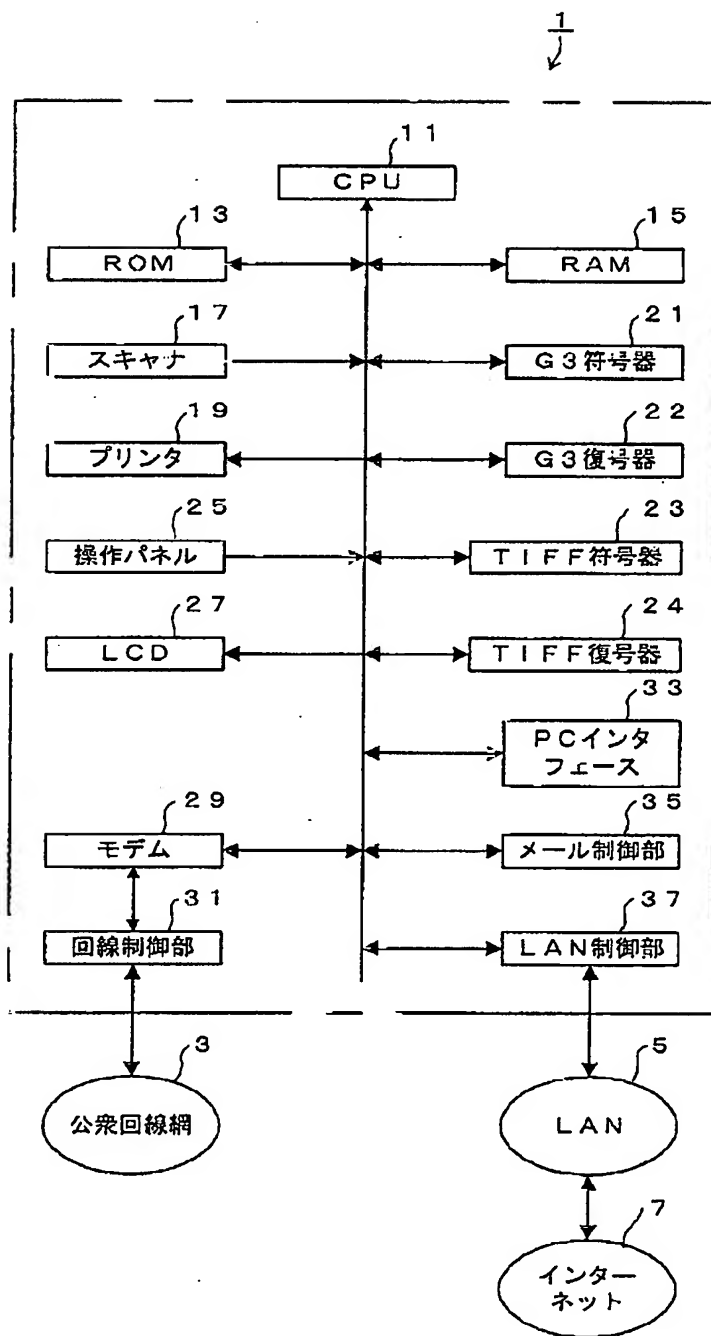 1
11
CPU
13
ROM
15
RAM
17
スキャナ
21
G3符号器
19
プリンタ
22
G3復号器
25
操作パネル
23
TIFF符号器
27
LCD
24
TIFF復号器
33
PCインタ
フェース
29
モデム
35
メール制御部
31
回線制御部
37
LAN制御部
3
公衆回線網
5
LAN
7
インター
ネット